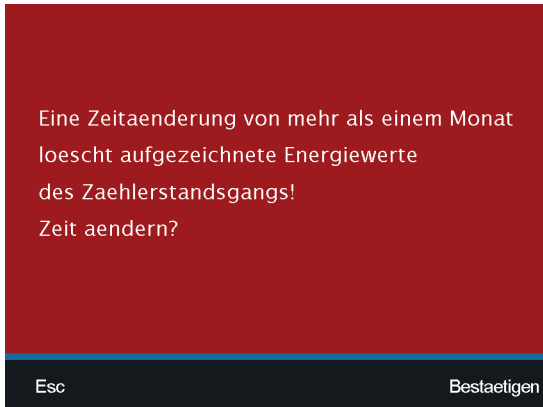 Eine Zeitaenderung von mehr als einem Monat
loescht aufgezeichnete Energiewerte
des Zaehlerstandsgangs!
Zeit aendern?
Esc Bestaetigen